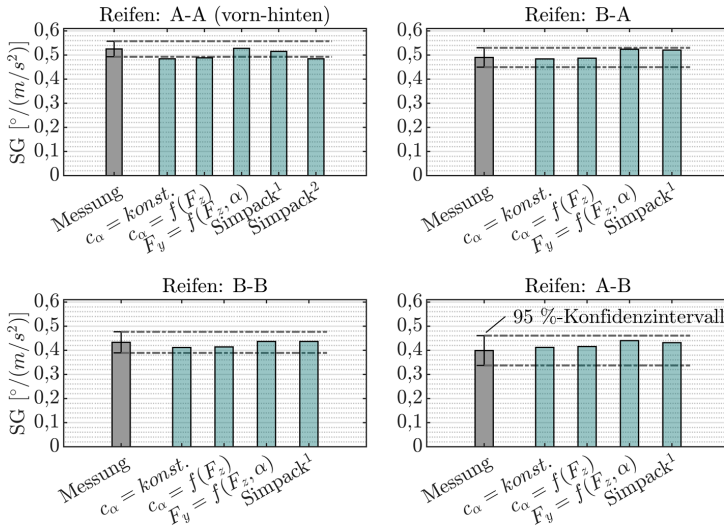 Reifen: A-A (vorn-hinten)
SG [°/(m/s²)]
0,6
0,5
0,4
0,3
0,2
0,1
0
Messung
cα = konst.
cα = f(Fz)
Fy = f(Fz, α)
Simpack¹
Simpack²
Reifen: B-A
0,6
0,5
0,4
0,3
0,2
0,1
0
Messung
cα = konst.
cα = f(Fz)
Fy = f(Fz, α)
Simpack¹
Reifen: B-B
SG [°/(m/s²)]
0,6
0,5
0,4
0,3
0,2
0,1
0
Messung
cα = konst.
cα = f(Fz)
Fy = f(Fz, α)
Simpack¹
Reifen: A-B
95 %-Konfidenzintervall
0,6
0,5
0,4
0,3
0,2
0,1
0
Messung
cα = konst.
cα = f(Fz)
Fy = f(Fz, α)
Simpack¹